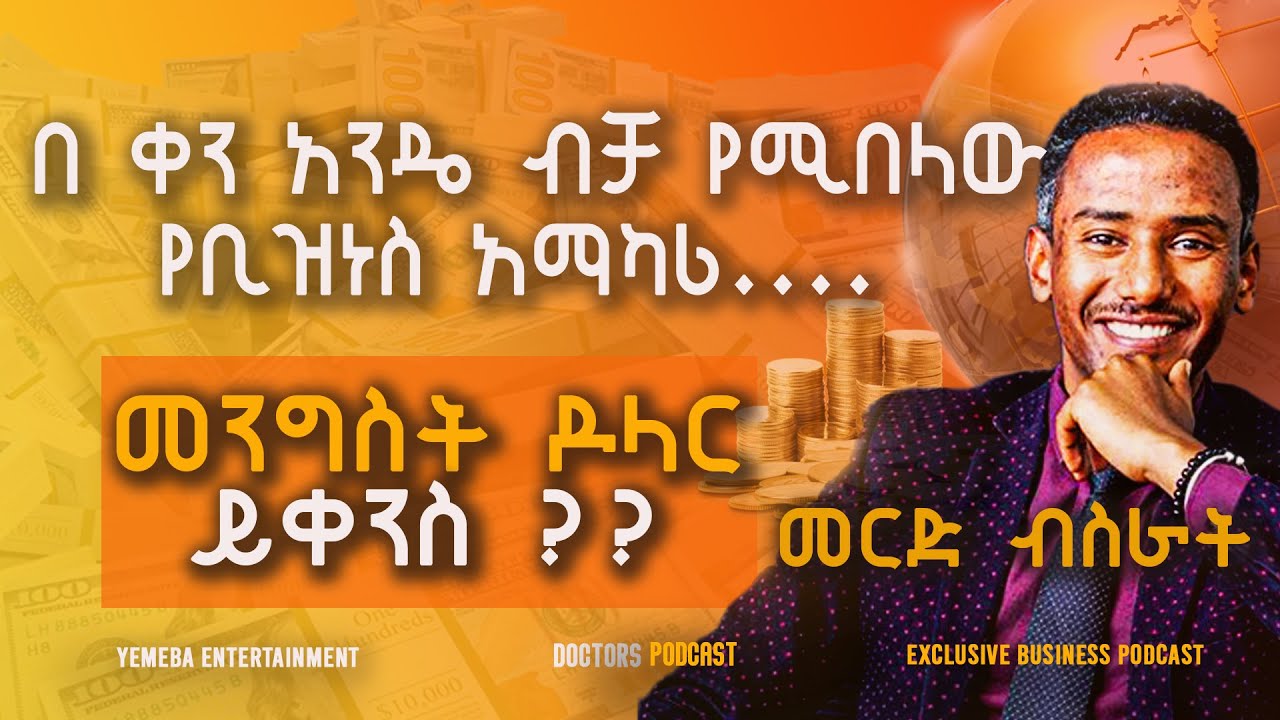 በ ቀን አንዴ ብቻ የሚበላው
የቢዝነስ አማካሪ....
መንግስት ዶላር
ይቀንስ ??
መርድ ብስራት
YEMEBA ENTERTAINMENT
DOCTORS PODCAST
EXCLUSIVE BUSINESS PODCAST